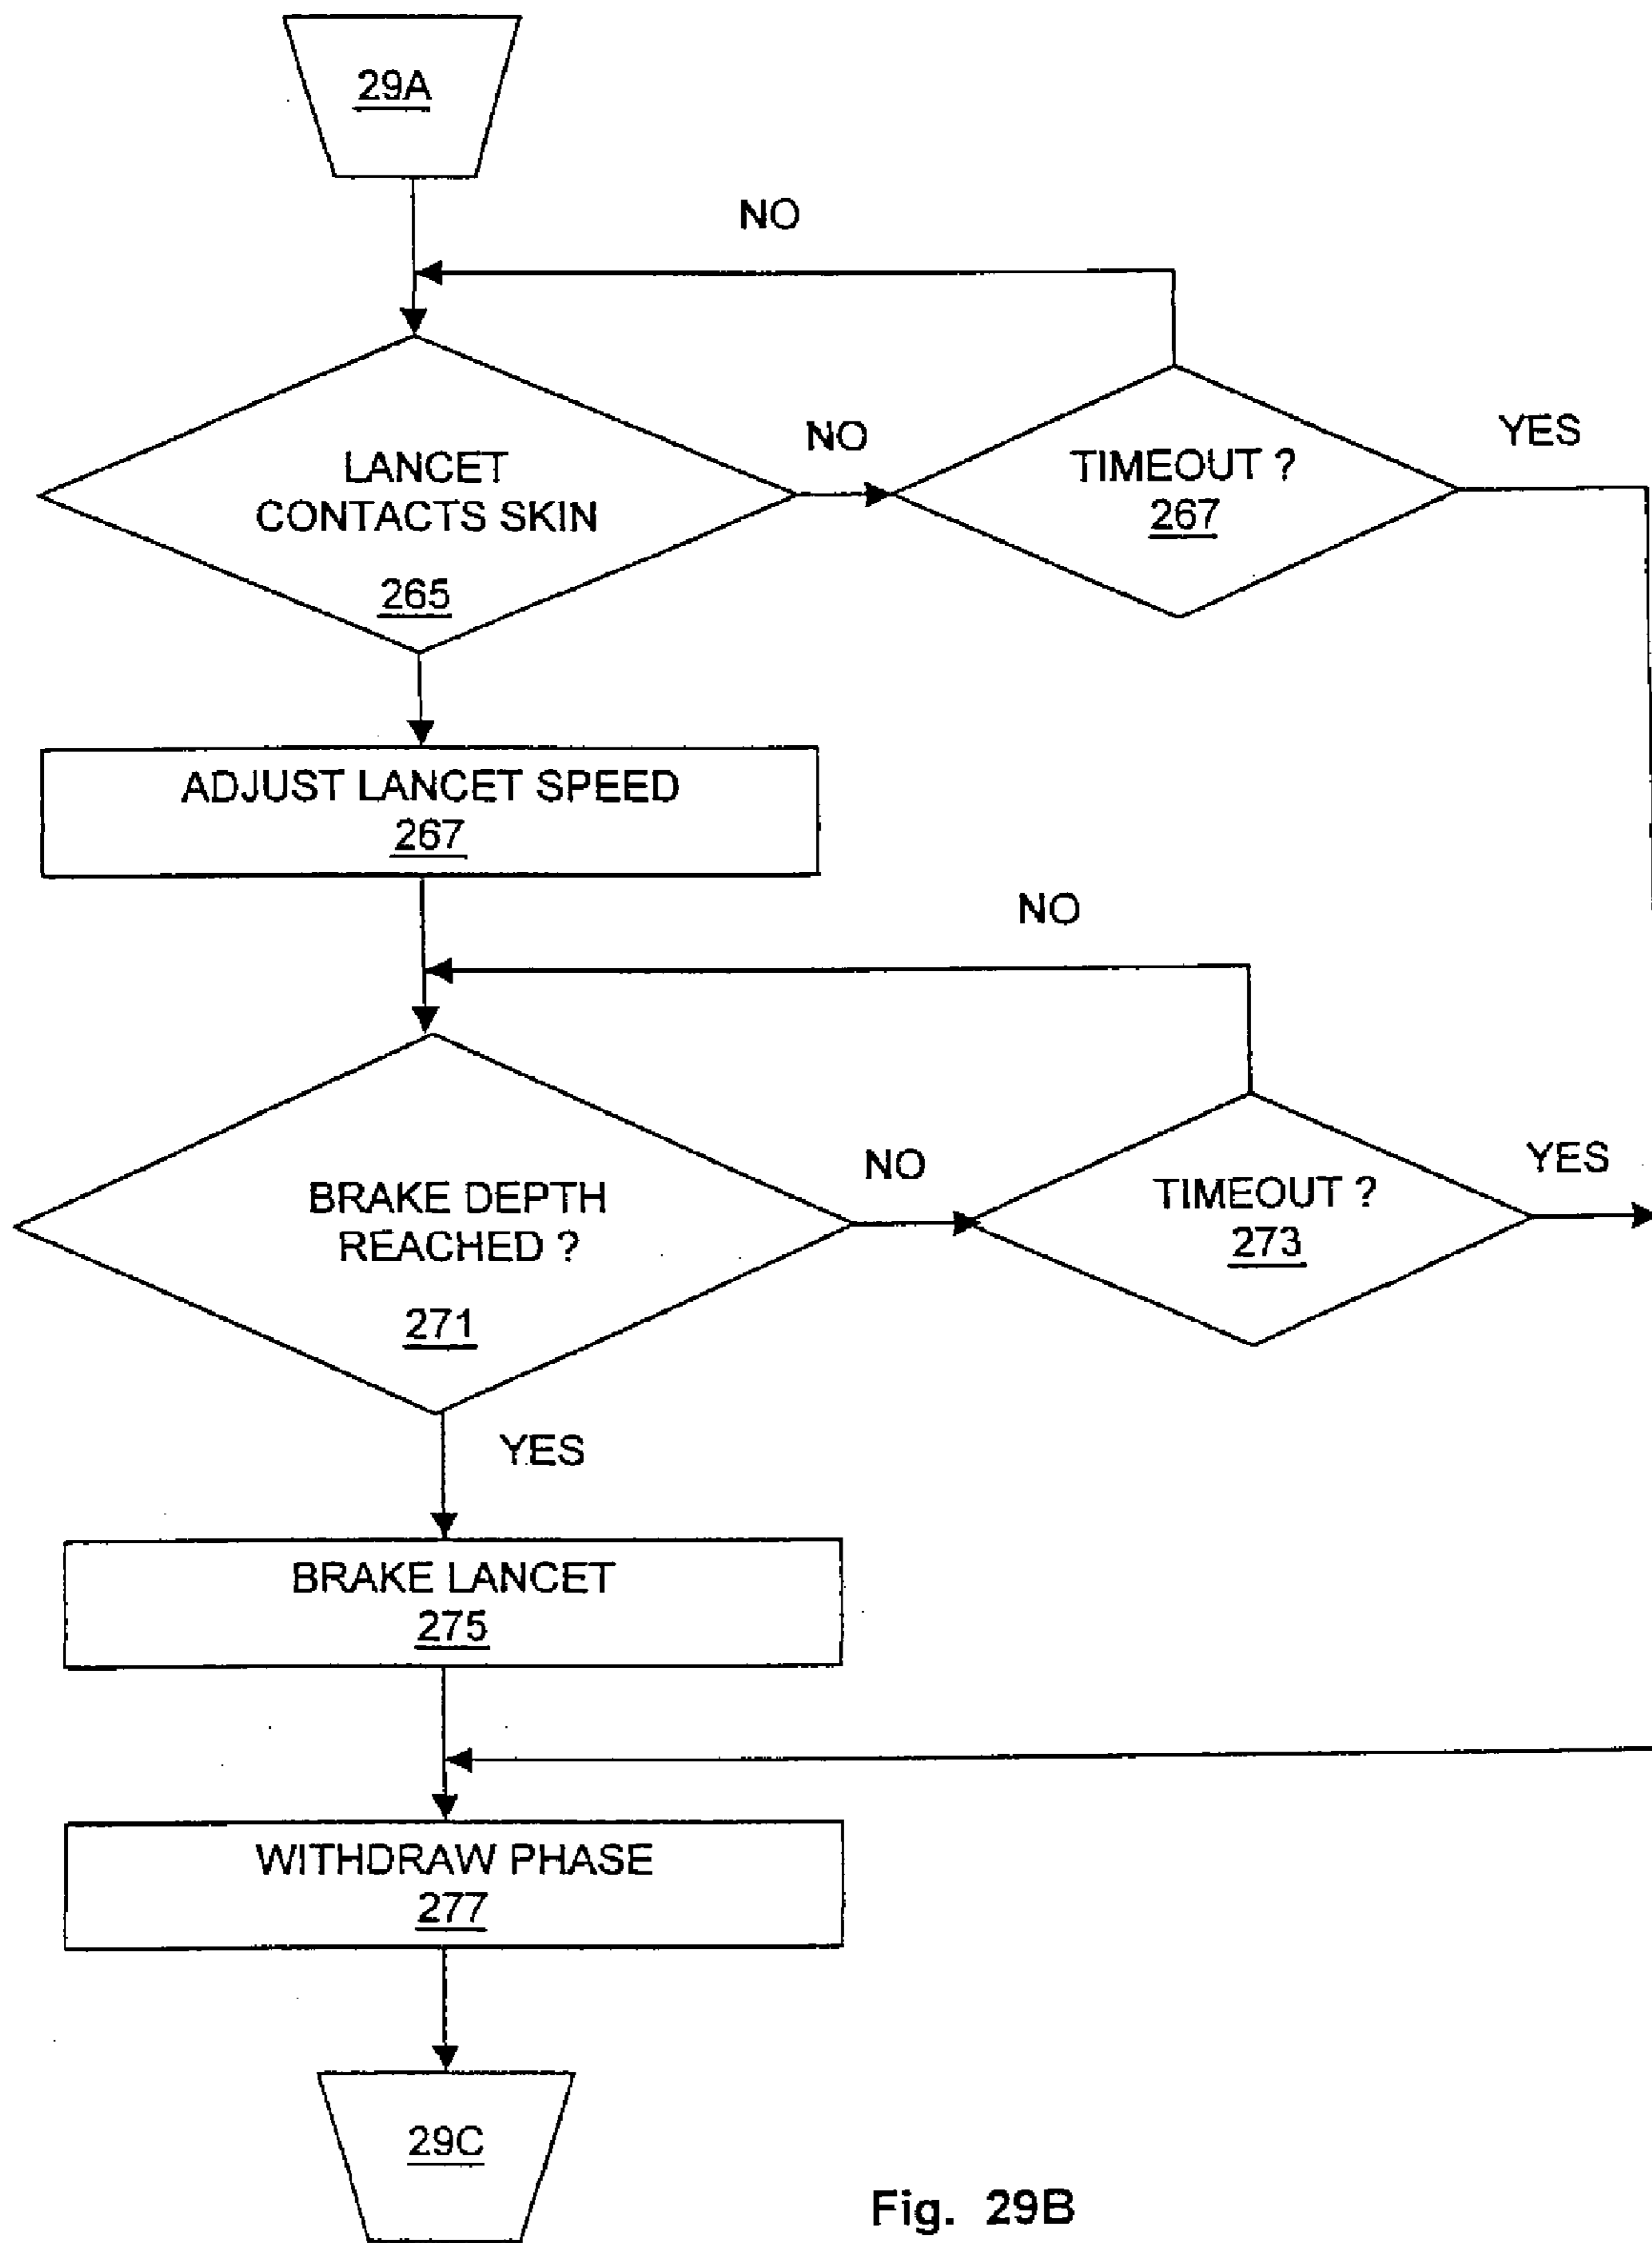 29A
NO
LANCET
CONTACTS SKIN
265
NO
TIMEOUT ?
267
YES
ADJUST LANCET SPEED
267
NO
BRAKE DEPTH
REACHED ?
271
NO
TIMEOUT ?
273
YES
YES
BRAKE LANCET
275
WITHDRAW PHASE
277
29C
Fig. 29B